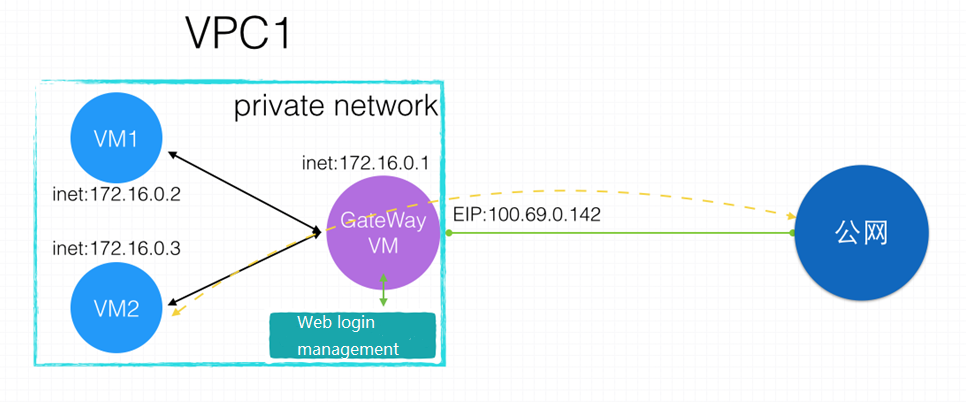 VPC1
private network
VM1
inet:172.16.0.1
inet:172.16.0.2
GateWay
VM
EIP:100.69.0.142
公网
inet:172.16.0.3
VM2
Web login
management